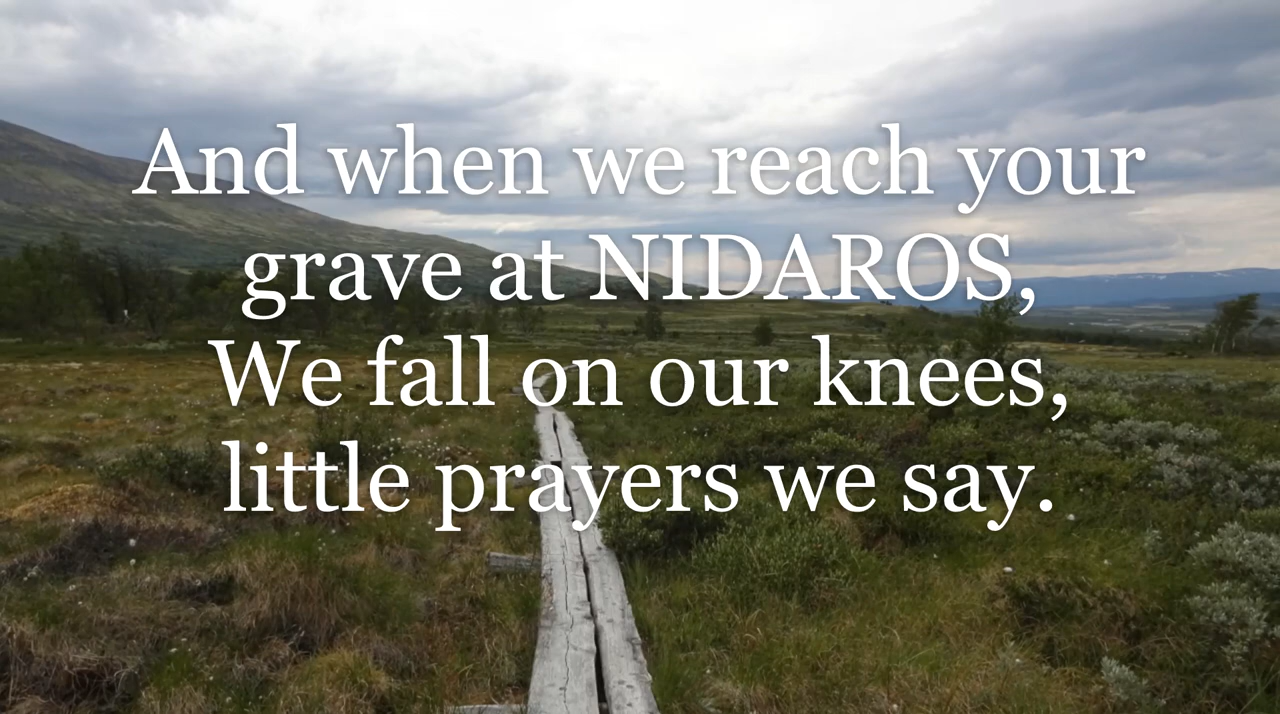 And when we reach your
grave at NIDAROS,
We fall on our knees,
little prayers we say.